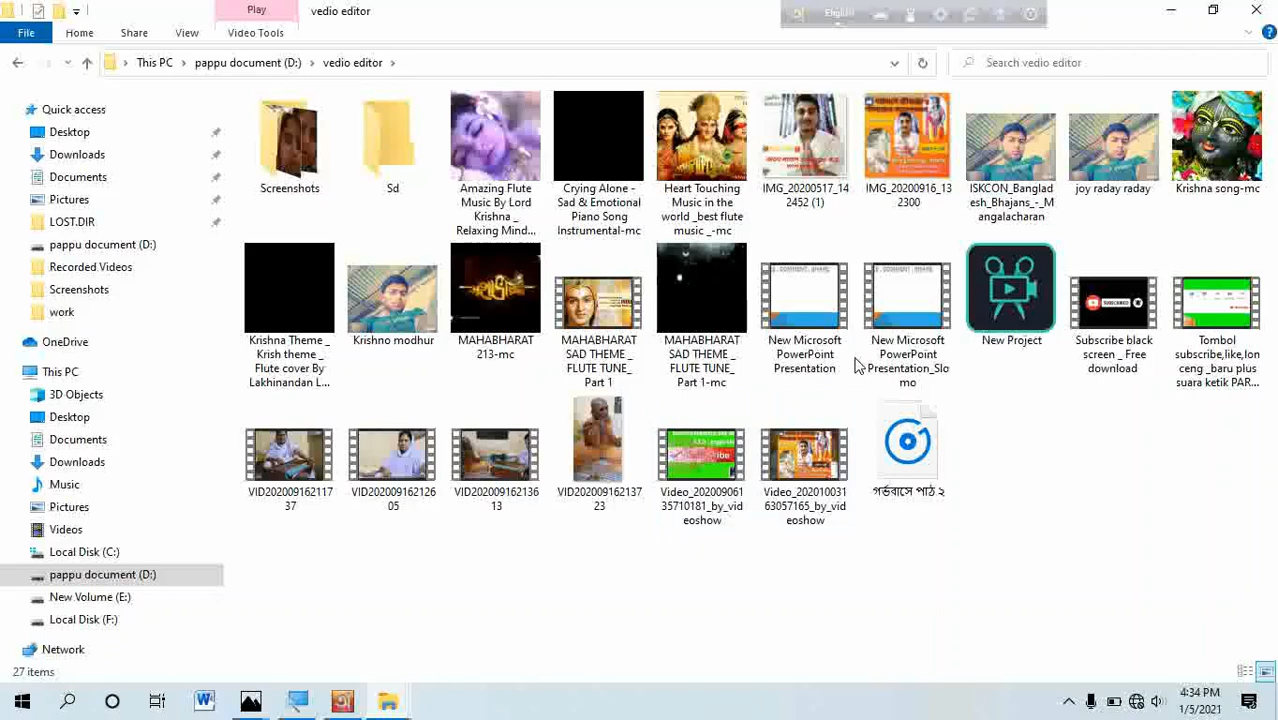 Play
vedio editor
English
File
Home
Share
View
Video Tools
This PC
pappu document (D:)
vedio editor
Search vedio editor
Quick access
Desktop
Downloads
Documents
Pictures
LOST.DIR
pappu document (D:)
Recorded Videos
Screenshots
work
OneDrive
This PC
3D Objects
Desktop
Documents
Downloads
Music
Pictures
Videos
Local Disk (C:)
pappu document (D:)
New Volume (E:)
Local Disk (F:)
Network
Screenshots
Sd
Amazing Flute
Music By Lord
Krishna _
Relaxing Mind...
Crying Alone -
Sad & Emotional
Piano Song
Instrumental-mc
Heart Touching
Music in the
world _best flute
music _-mc
IMG_20200517_14
2452 (1)
IMG_20200916_13
2300
ISKCON_Banglad
esh_Bhajans_-_M
angalacharan
joy raday raday
Krishna song-mc
Krishna Theme _
Krish theme _
Flute cover By
Lakhinandan L...
Krishno modhur
MAHABHARAT
213-mc
MAHABHARAT
SAD THEME _
FLUTE TUNE_
Part 1
MAHABHARAT
SAD THEME _
FLUTE TUNE_
Part 1-mc
New Microsoft
PowerPoint
Presentation
New Microsoft
PowerPoint
Presentation_Slo
mo
New Project
Subscribe black
screen _ Free
download
Tombol
subscribe,like,lon
ceng _baru plus
suara ketik PAR...
VID202009162117
37
VID202009162126
05
VID202009162136
13
VID202009162137
23
Video_202009061
35710181_by_vid
eoshow
Video_202010031
63057165_by_vid
eoshow
গর্ভবাসে পাঠ ২
27 items
4:34 PM
1/5/2021